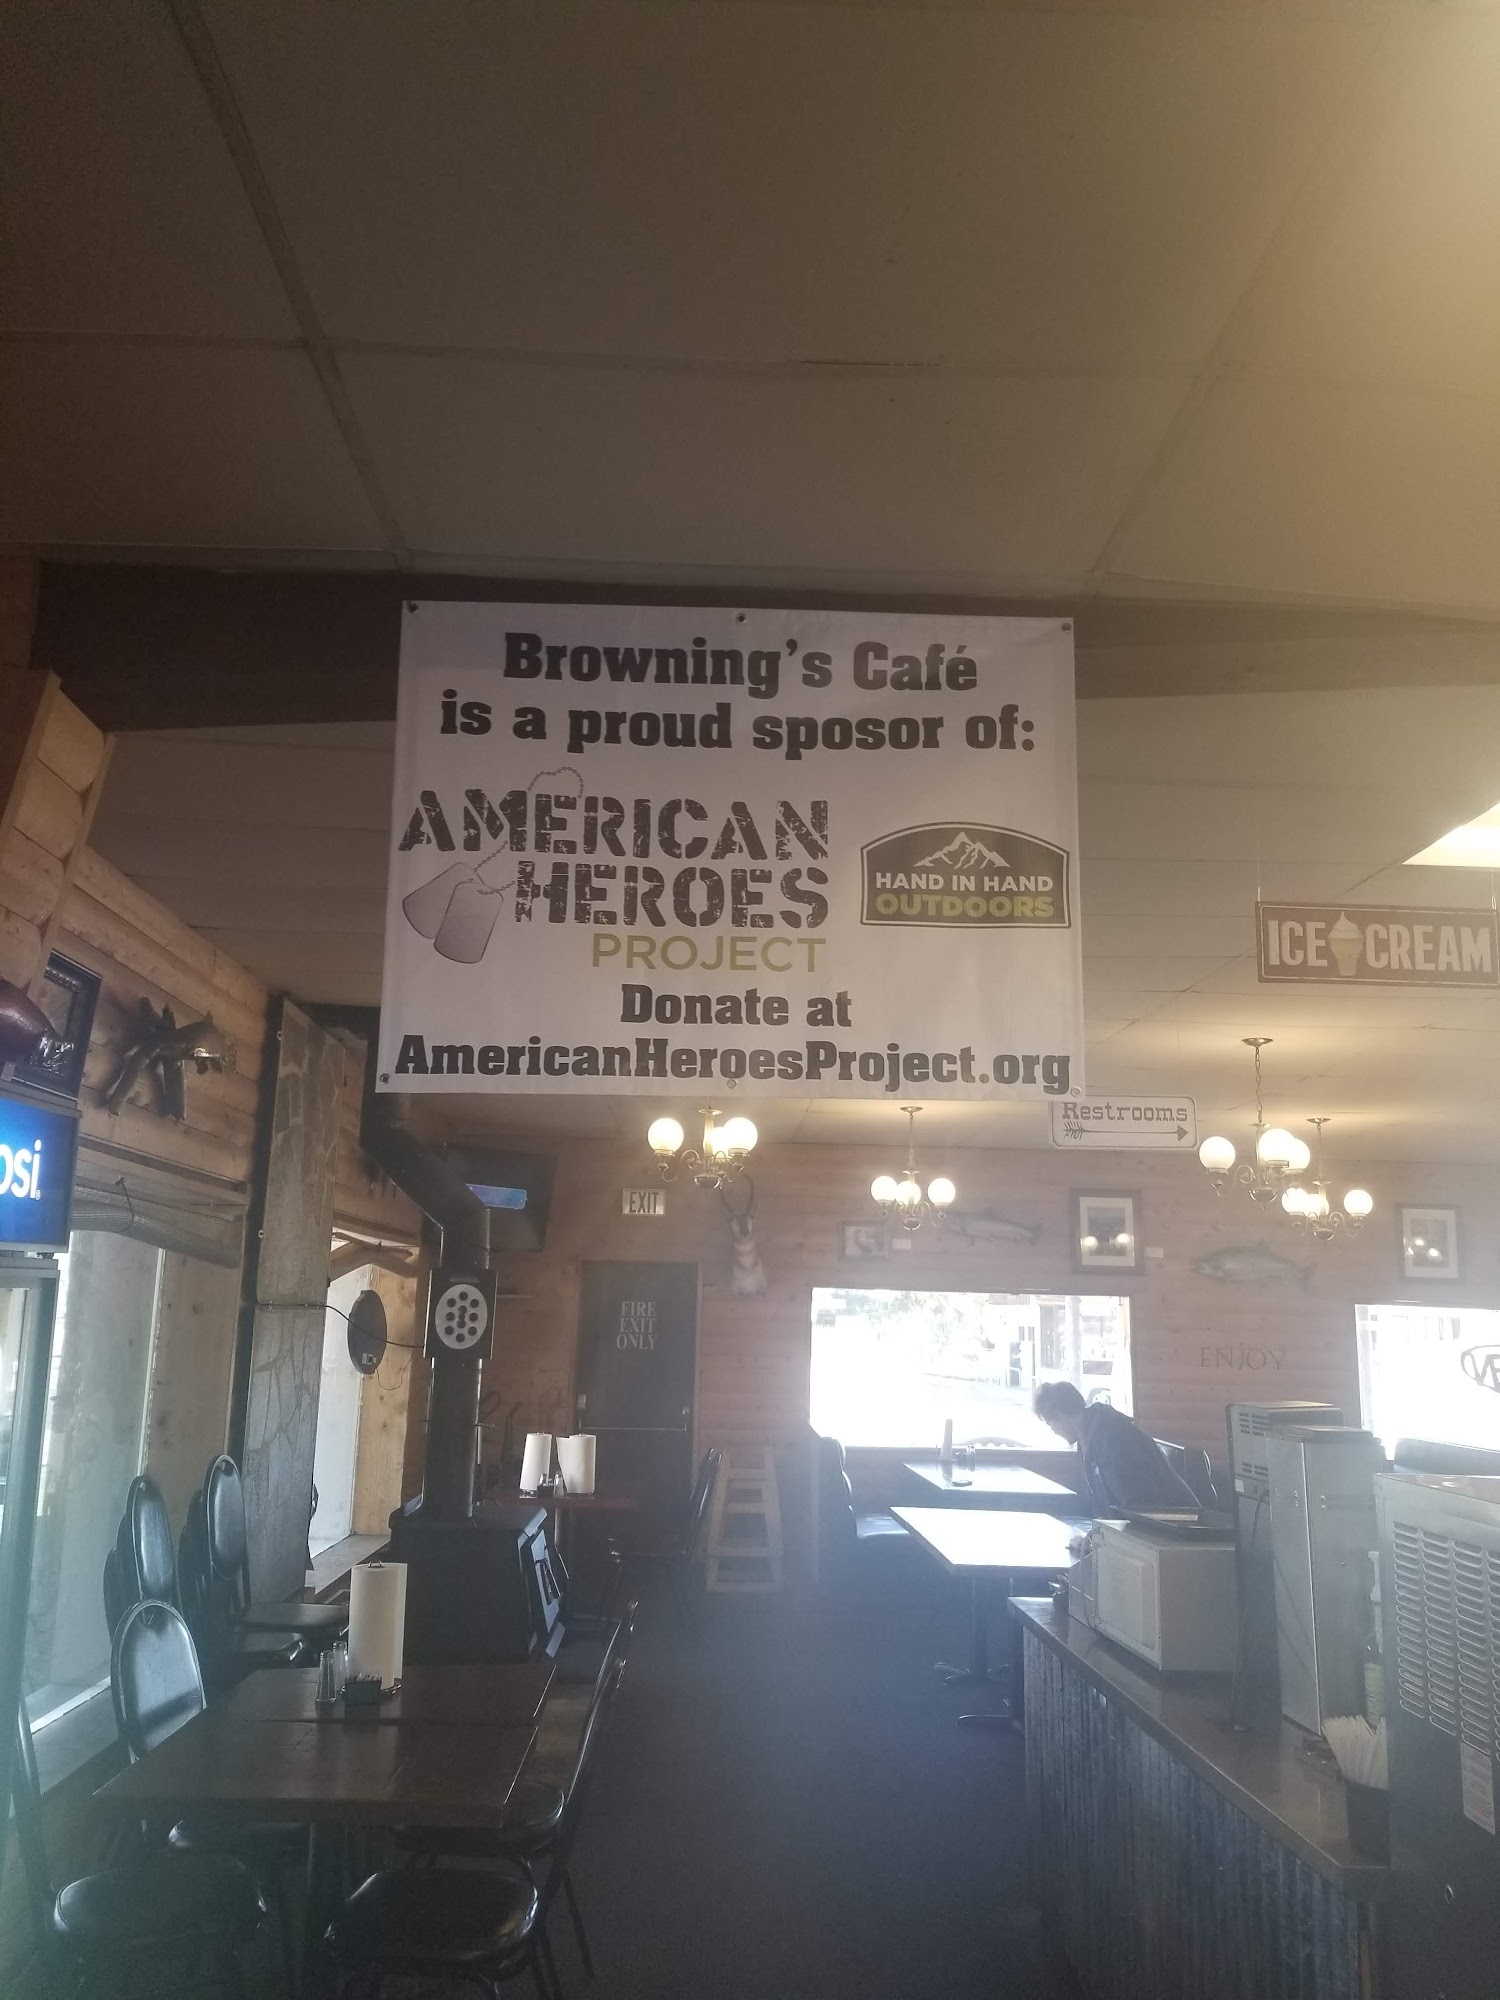 Browning's Café
is a proud sposor of:
AMERICAN
HEROES
PROJECT
HAND IN HAND
OUTDOORS
Donate at
AmericanHeroesProject.org
ICE CREAM
Restrooms
EXIT
FIRE
EXIT
ONLY
ENJOY
psi